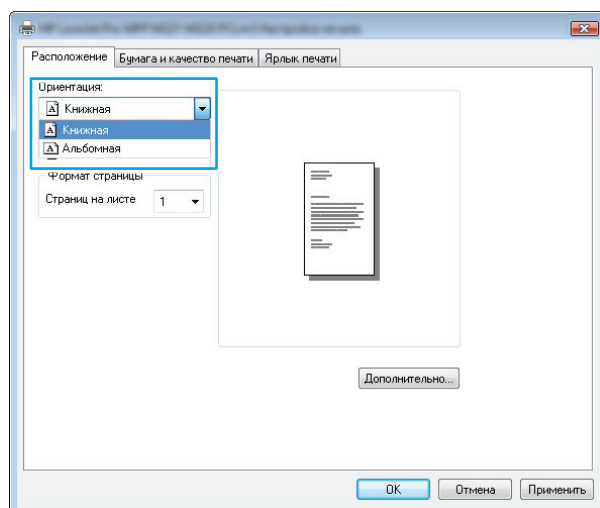 Расположение Бумага и качество печати Ярлык печати
Ориентация:
Книжная
Книжная
Альбомная
Формат страницы
Страниц на листе 1
Дополнительно...
OK Отмена Применить